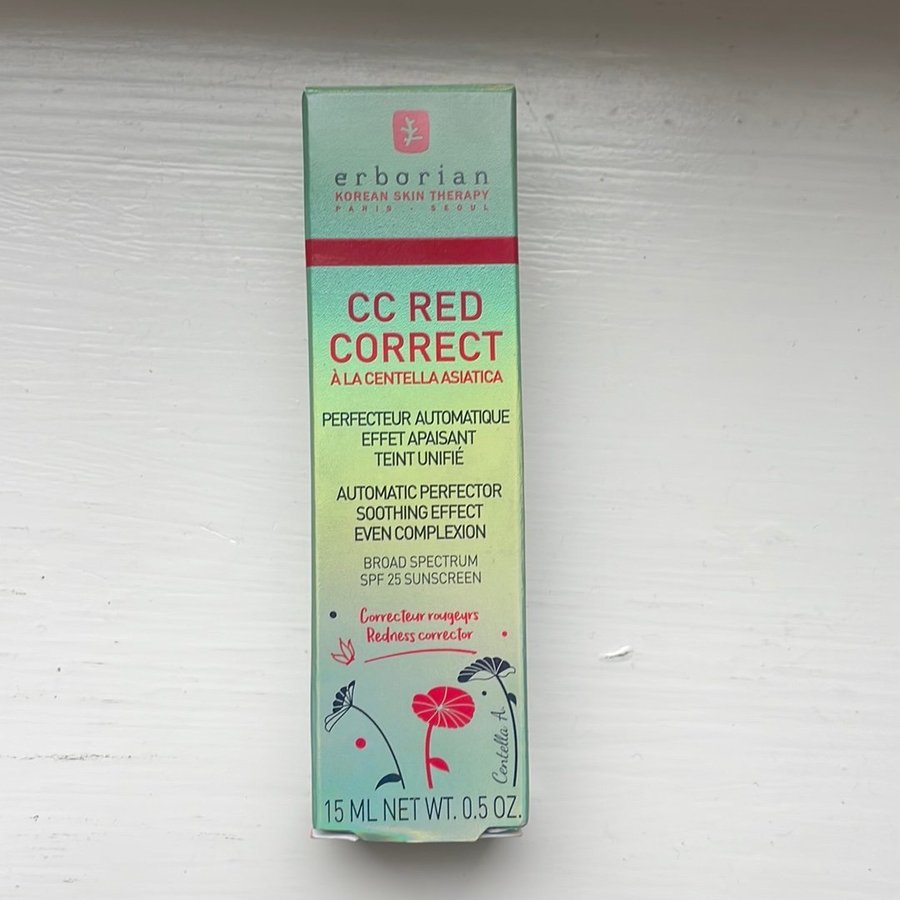 erborian
KOREAN SKIN THERAPY
PARIS - SEOUL
CC RED
CORRECT
À LA CENTELLA ASIATICA
PERFECTEUR AUTOMATIQUE
EFFET APAISANT
TEINT UNIFIÉ
AUTOMATIC PERFECTOR
SOOTHING EFFECT
EVEN COMPLEXION
BROAD SPECTRUM
SPF 25 SUNSCREEN
Correcteur rougeurs
Redness corrector
Centella A.
15 ML NET WT. 0.5 OZ.